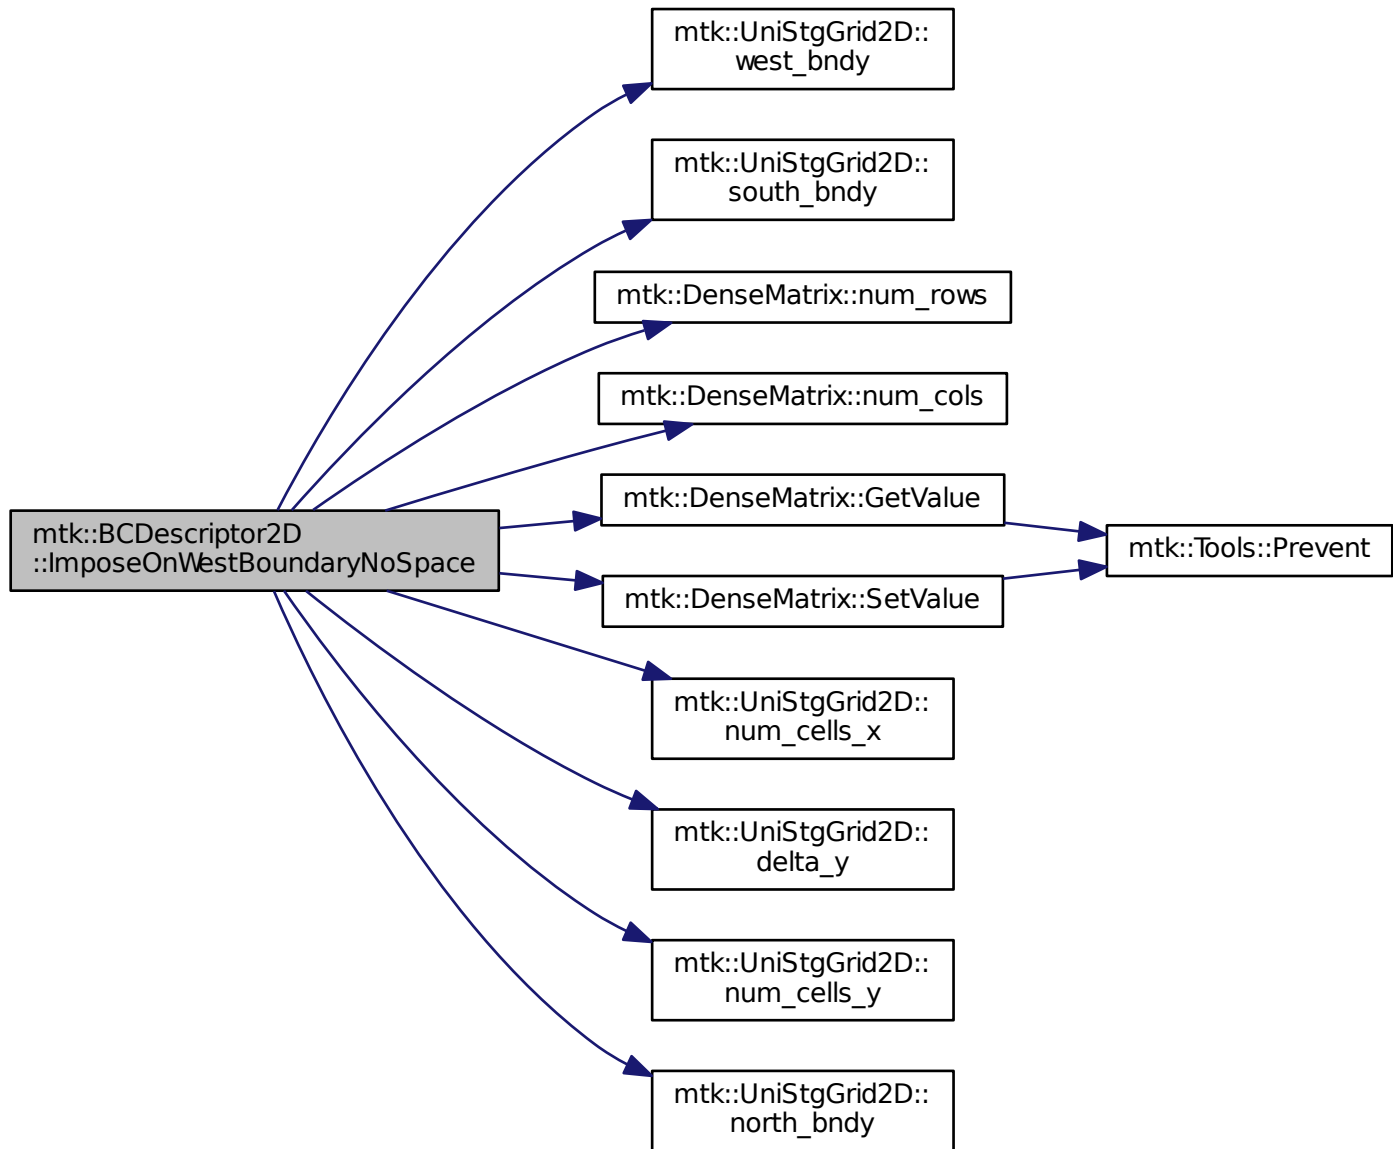 mtk::UniStgGrid2D::
west_bndy
mtk::UniStgGrid2D::
south_bndy
mtk::DenseMatrix::num_rows
mtk::DenseMatrix::num_cols
mtk::DenseMatrix::GetValue
mtk::BCDescriptor2D
::ImposeOnWestBoundaryNoSpace
mtk::Tools::Prevent
mtk::DenseMatrix::SetValue
mtk::UniStgGrid2D::
num_cells_x
mtk::UniStgGrid2D::
delta_y
mtk::UniStgGrid2D::
num_cells_y
mtk::UniStgGrid2D::
north_bndy